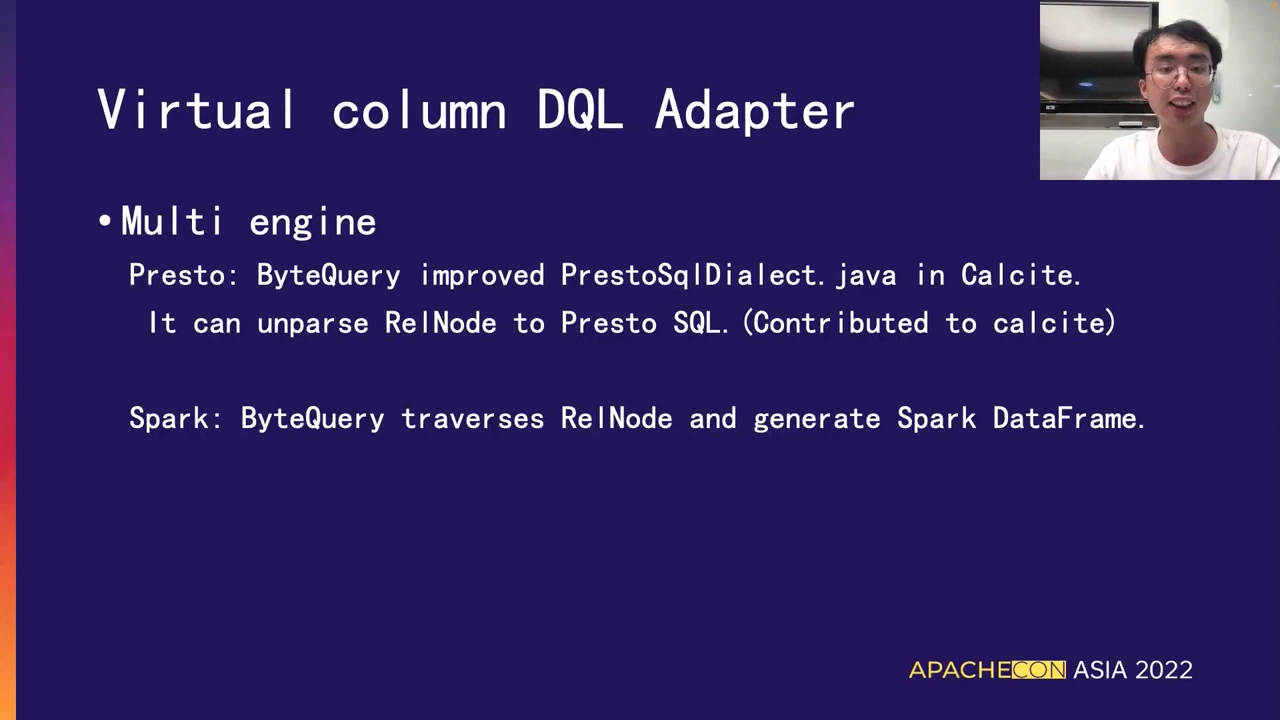 Virtual column DQL Adapter
• Multi engine
Presto: ByteQuery improved PrestoSqlDialect.java in Calcite.
It can unparse RelNode to Presto SQL.(Contributed to calcite)
Spark: ByteQuery traverses RelNode and generate Spark DataFrame.
APACHECON ASIA 2022